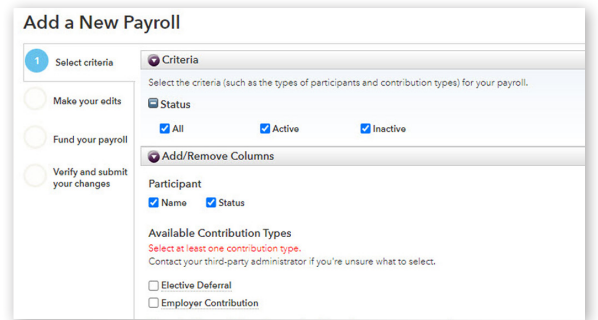 Add a New Payroll
1 Select criteria
Make your edits
Fund your payroll
Verify and submit
your changes
Criteria
Select the criteria (such as the types of participants and contribution types) for your payroll.
Status
All Active Inactive
Add/Remove Columns
Participant
Name Status
Available Contribution Types
Select at least one contribution type.
Contact your third-party administrator if you're unsure what to select.
Elective Deferral
Employer Contribution